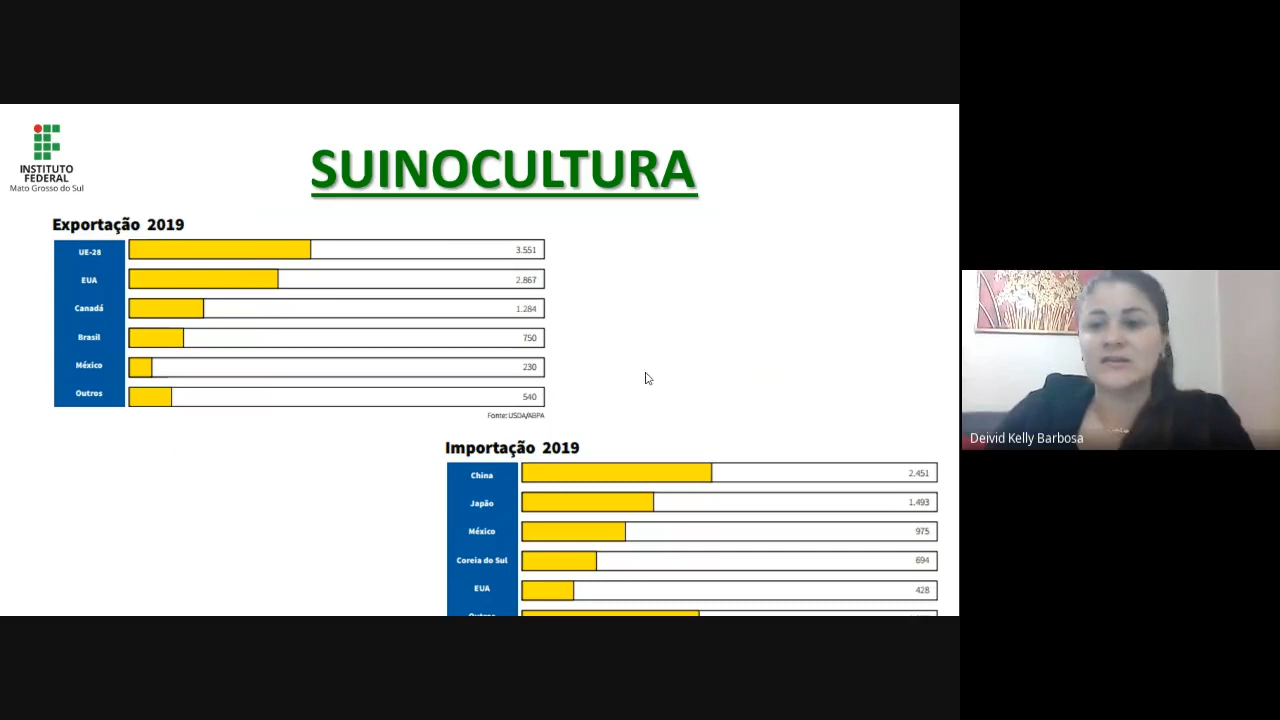 INSTITUTO
FEDERAL
Mato Grosso do Sul
SUINOCULTURA
Exportação 2019
UE-28 3.551
EUA 2.867
Canadá 1.284
Brasil 750
México 230
Outros 540
Fonte: USDA/ABPA
Importação 2019
China 2.451
Japão 1.493
México 975
Coreia do Sul 694
EUA 428
Deivid Kelly Barbosa